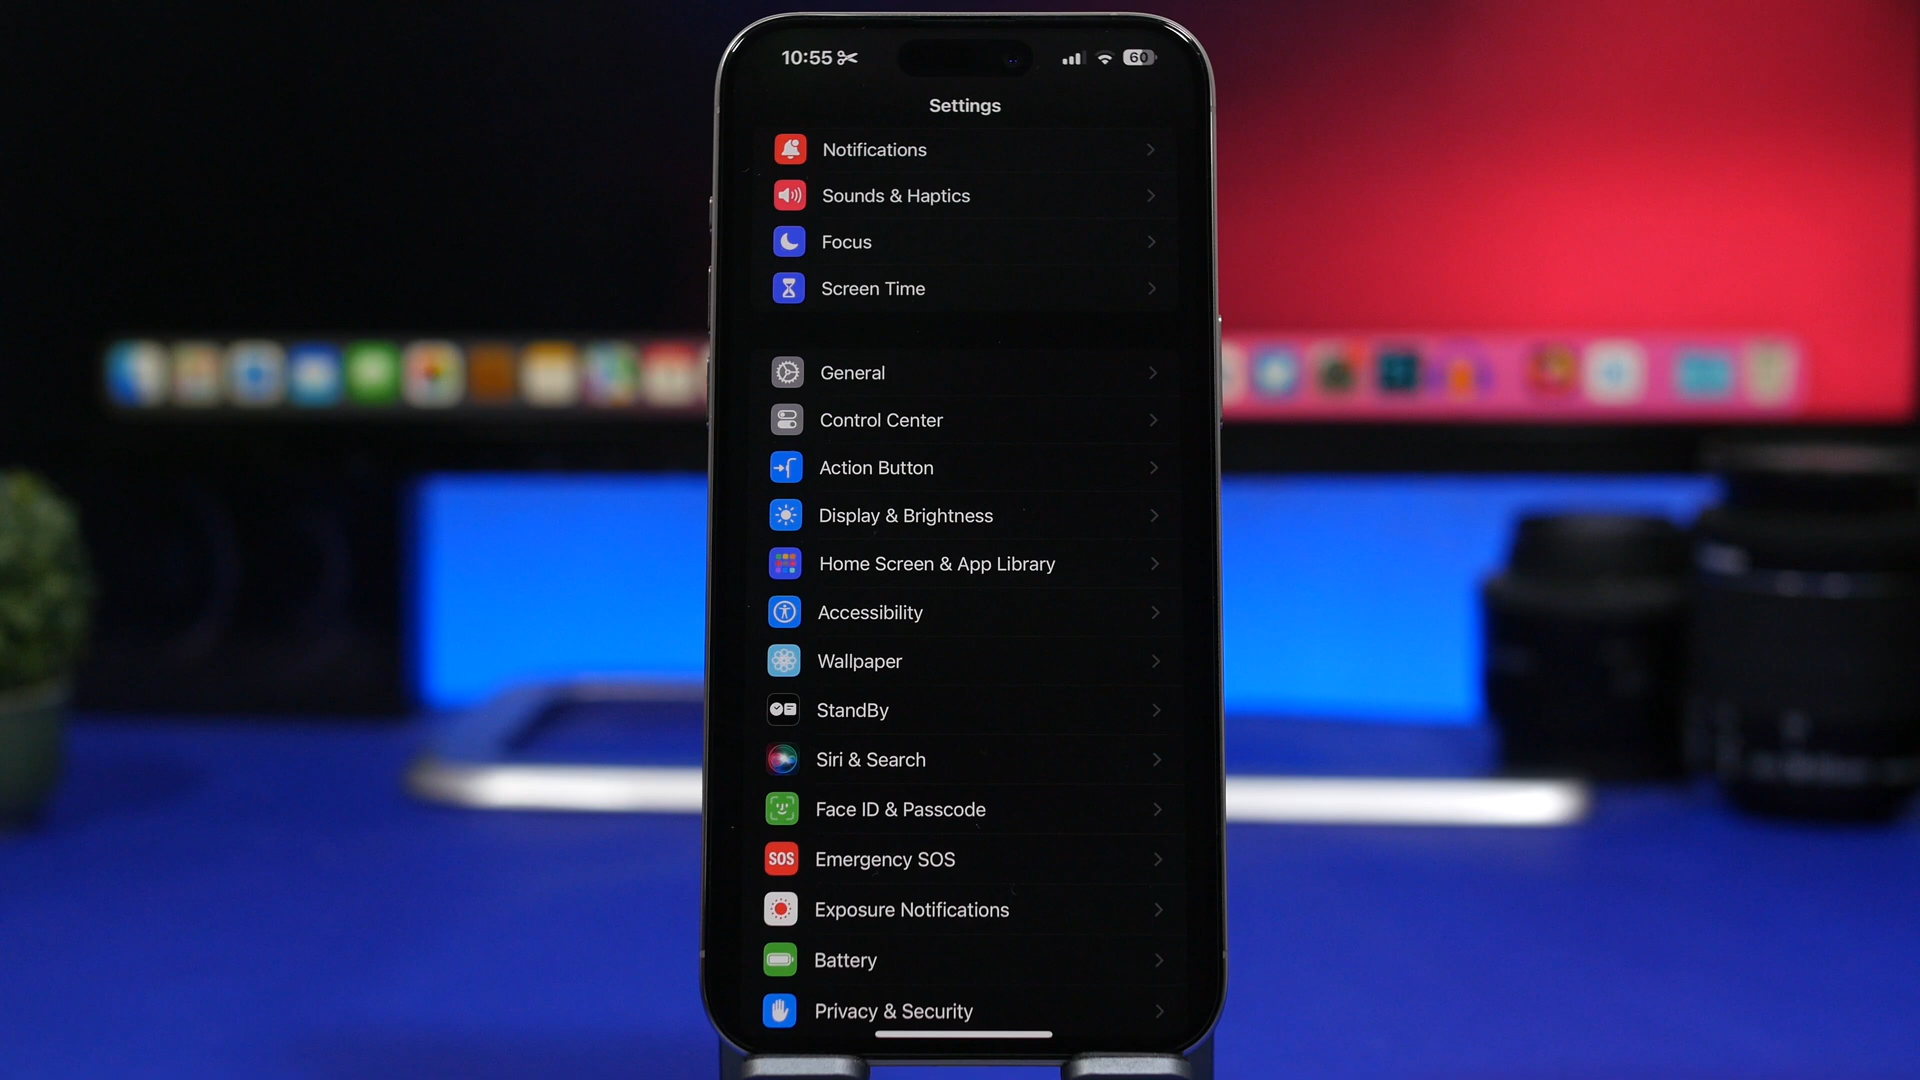 10:55
60
Settings
Notifications
Sounds & Haptics
Focus
Screen Time
General
Control Center
Action Button
Display & Brightness
Home Screen & App Library
Accessibility
Wallpaper
StandBy
Siri & Search
Face ID & Passcode
SOS Emergency SOS
Exposure Notifications
Battery
Privacy & Security